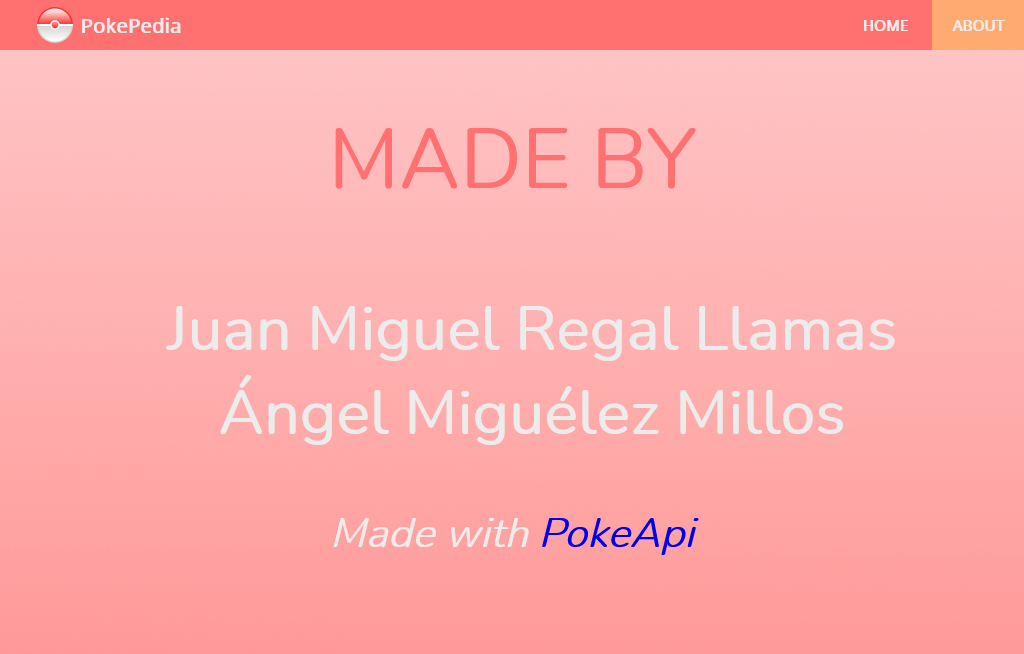 PokePedia
HOME
ABOUT
MADE BY
Juan Miguel Regal Llamas
Ángel Miguélez Millos
Made with PokeApi